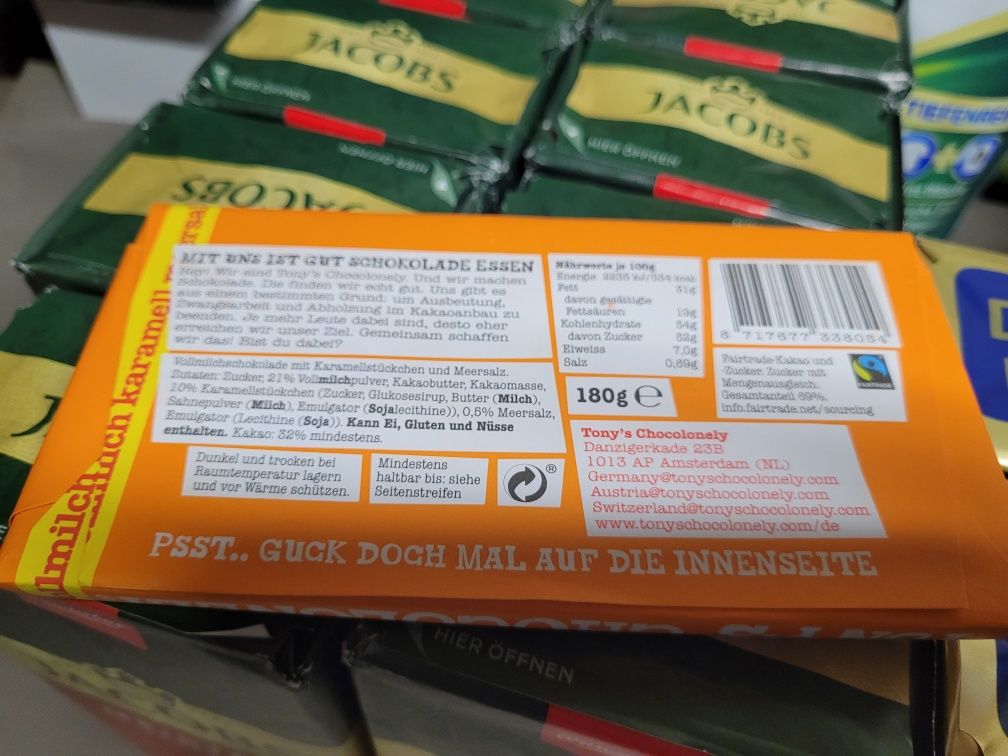 JACOBS
JACOBS
HIER ÖFFNEN
HIER ÖFFNEN
HIER ÖFFNEN
JACOBS
TIEFENREI
MIT UNS IST GUT SCHOKOLADE ESSEN
Hey! Wir sind Tony's Chocolonely. Und wir machen
Schokolade. Die finden wir echt gut. Uns gibt es
aus einem bestimmten Grund: um Ausbeutung,
Zwangsarbeit und Abholzung im Kakaoanbau zu
beenden. Je mehr Leute dabei sind, desto eher
erreichen wir unser Ziel. Gemeinsam schaffen
wir das! Bist du dabei?
Vollmilchschokolade mit Karamellstückchen und Meersalz.
Zutaten: Zucker, 21% Vollmilchpulver, Kakaobutter, Kakaomasse,
10% Karamellstückchen (Zucker, Glukosesirup, Butter (Milch),
Sahnepulver (Milch), Emulgator (Sojalecithine)), 0,5% Meersalz,
Emulgator (Lecithine (Soja)). Kann Ei, Gluten und Nüsse
enthalten. Kakao: 32% mindestens.
Dunkel und trocken bei
Raumtemperatur lagern
und vor Wärme schützen.
Mindestens
haltbar bis: siehe
Seitenstreifen
®
Nährwerte je 100g
Energie 2235 kJ/534 kcal
Fett 31g
davon gesättigte
Fettsäuren 19g
Kohlenhydrate 54g
davon Zucker 52g
Eiweiss 7,0g
Salz 0,69g
180g e
8 717677 338054
Fairtrade-Kakao und
-Zucker. Zucker mit
Mengenausgleich.
Gesamtanteil 69%.
info.fairtrade.net/sourcing
FAIRTRADE
Tony's Chocolonely
Danzigerkade 23B
1013 AP Amsterdam (NL)
Germany@tonyschocolonely.com
Austria@tonyschocolonely.com
Switzerland@tonyschocolonely.com
www.tonyschocolonely.com/de
PSST.. GUCK DOCH MAL AUF DIE INNENSEITE
HIER ÖFFNEN